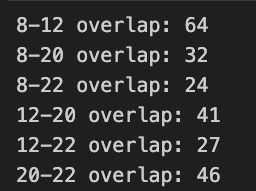 8-12 overlap: 64
8-20 overlap: 32
8-22 overlap: 24
12-20 overlap: 41
12-22 overlap: 27
20-22 overlap: 46